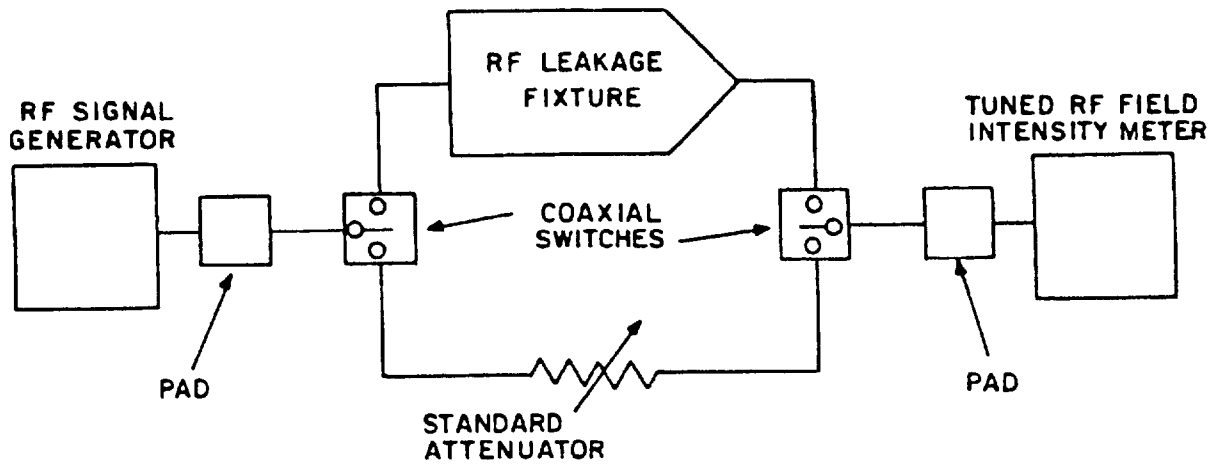 RF LEAKAGE
FIXTURE
RF SIGNAL
GENERATOR
TUNED RF FIELD
INTENSITY METER
COAXIAL
SWITCHES
PAD
PAD
STANDARD
ATTENUATOR